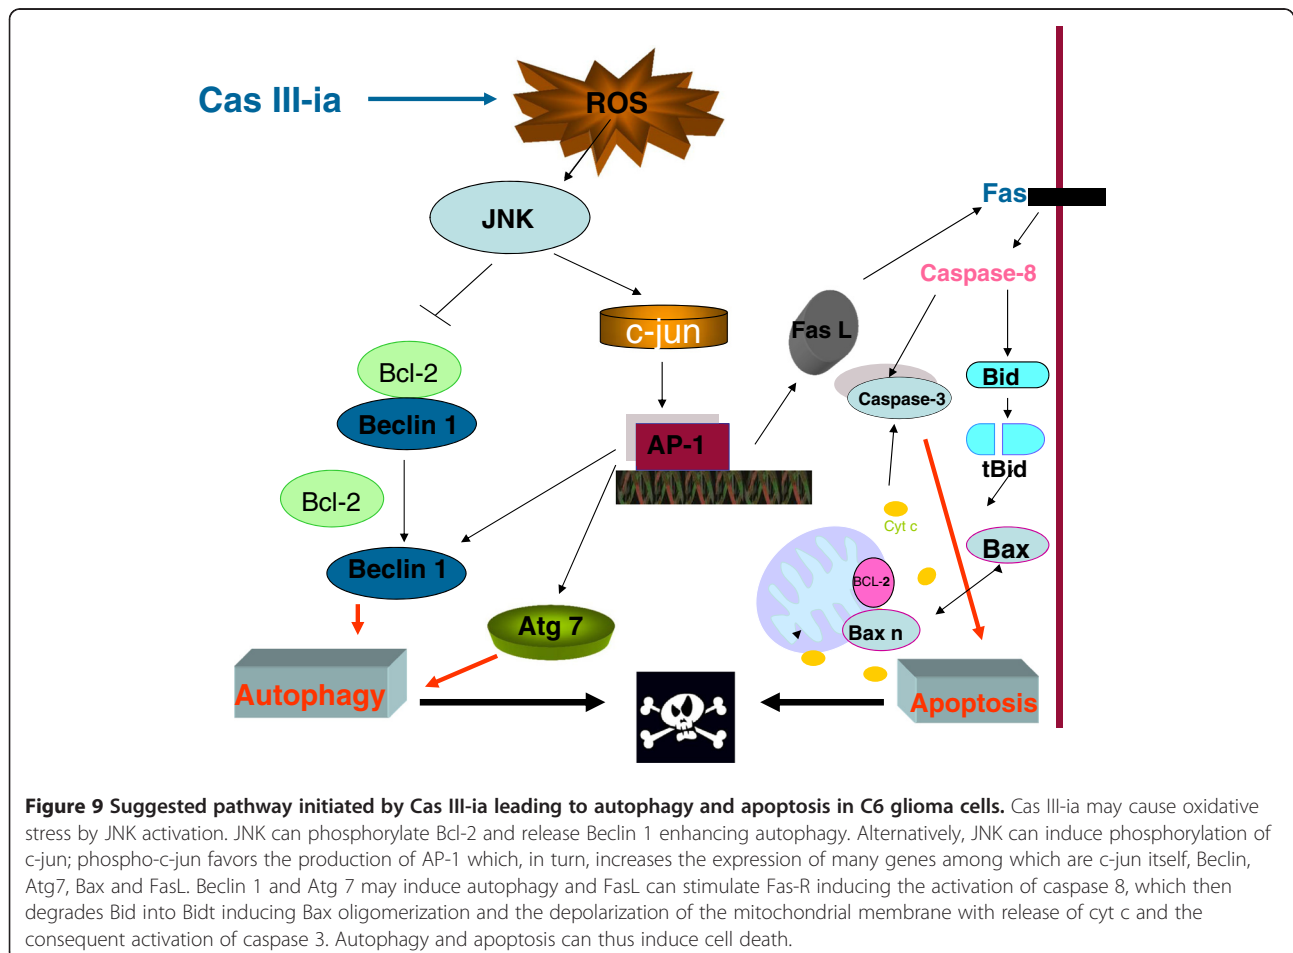 Cas III-ia
ROS
JNK
Fas
Caspase-8
c-jun
Fas L
Bcl-2
Beclin 1
Bid
Caspase-3
AP-1
tBid
Bcl-2
Cyt c
Bax
Beclin 1
BCL-2
Atg 7
Bax n
Autophagy
Apoptosis
Figure 9 Suggested pathway initiated by Cas III-ia leading to autophagy and apoptosis in C6 glioma cells. Cas III-ia may cause oxidative
stress by JNK activation. JNK can phosphorylate Bcl-2 and release Beclin 1 enhancing autophagy. Alternatively, JNK can induce phosphorylation of
c-jun; phospho-c-jun favors the production of AP-1 which, in turn, increases the expression of many genes among which are c-jun itself, Beclin,
Atg7, Bax and FasL. Beclin 1 and Atg 7 may induce autophagy and FasL can stimulate Fas-R inducing the activation of caspase 8, which then
degrades Bid into Bidt inducing Bax oligomerization and the depolarization of the mitochondrial membrane with release of cyt c and the
consequent activation of caspase 3. Autophagy and apoptosis can thus induce cell death.